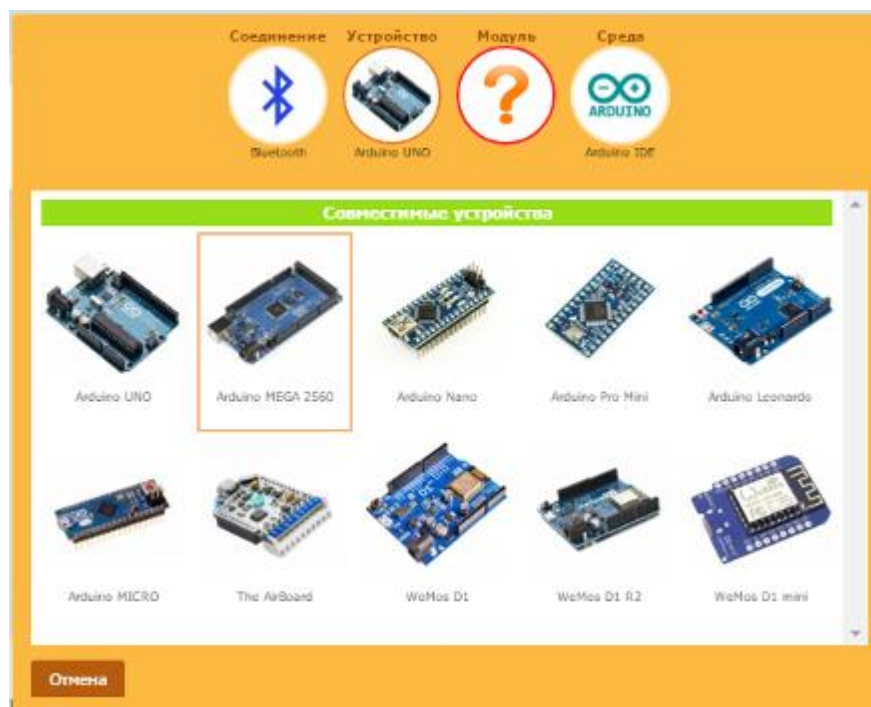 Соединение Устройство Модуль Среда
ARDUINO
Bluetooth Arduino UNO Arduino IDE
Совместимые устройства
Arduino UNO Arduino MEGA 2560 Arduino Nano Arduino Pro Mini Arduino Leonardo
Arduino MICRO The AirBoard WeMos D1 WeMos D1 R2 WeMos D1 mini
Отмена